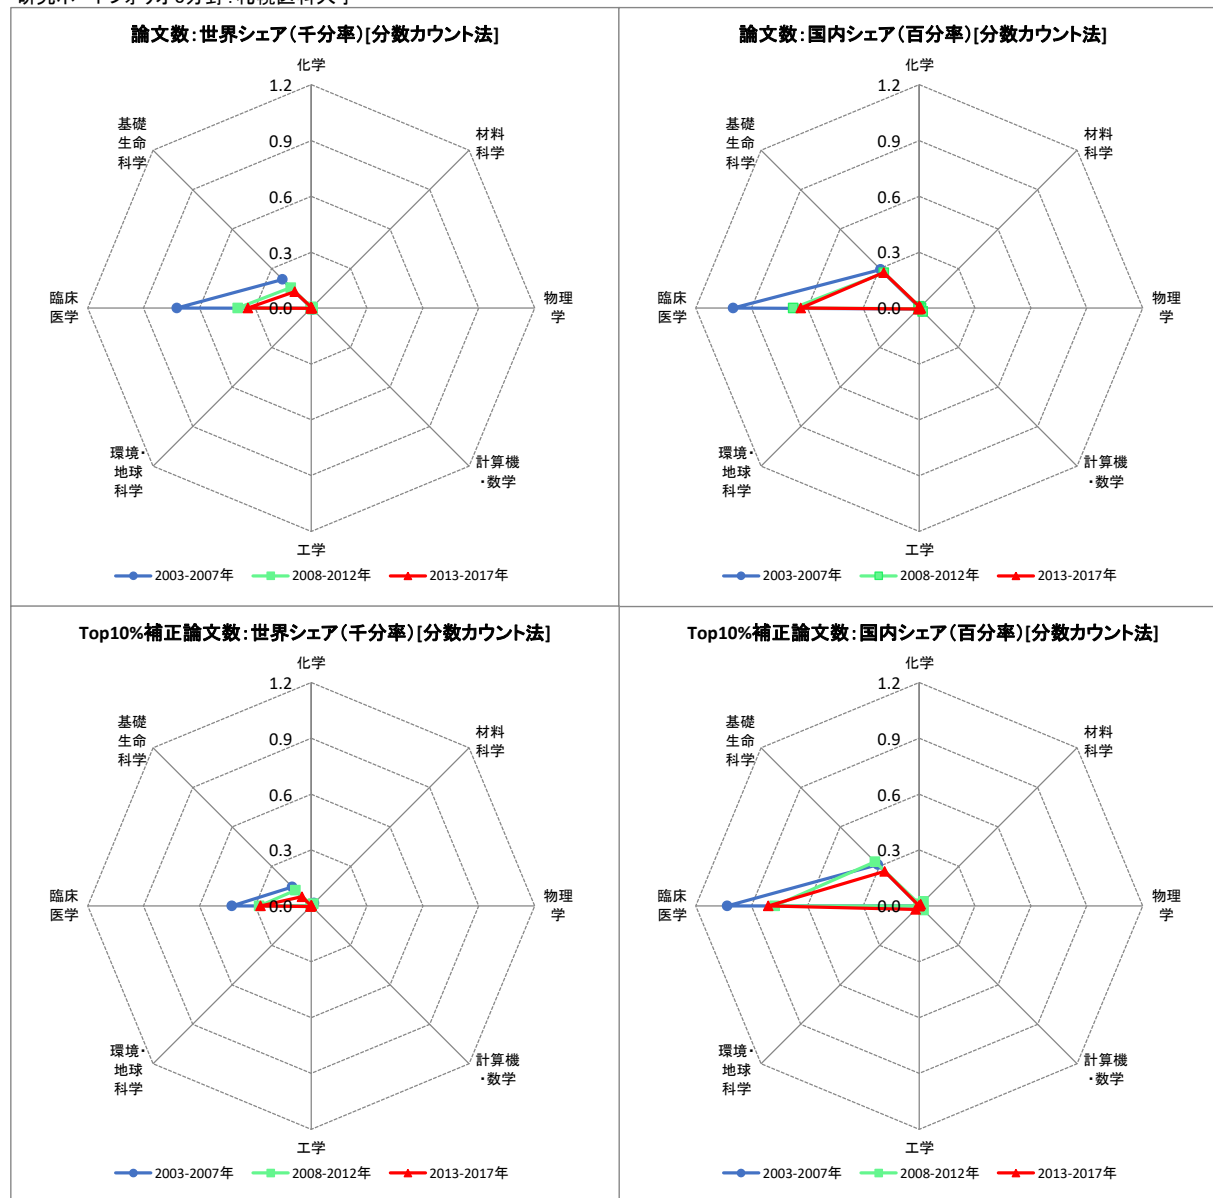 論文数：世界シェア（千分率）[分数カウント法]
化学
1.2
0.9
0.6
0.3
0.0
材料
科学
物理
学
計算機
・数学
工学
環境・
地球
科学
臨床
医学
基礎
生命
科学
2003-2007年
2008-2012年
2013-2017年
論文数：国内シェア（百分率）[分数カウント法]
化学
1.2
0.9
0.6
0.3
0.0
材料
科学
物理
学
計算機
・数学
工学
環境・
地球
科学
臨床
医学
基礎
生命
科学
2003-2007年
2008-2012年
2013-2017年
Top10%補正論文数：世界シェア（千分率）[分数カウント法]
化学
1.2
0.9
0.6
0.3
0.0
材料
科学
物理
学
計算機
・数学
工学
環境・
地球
科学
臨床
医学
基礎
生命
科学
2003-2007年
2008-2012年
2013-2017年
Top10%補正論文数：国内シェア（百分率）[分数カウント法]
化学
1.2
0.9
0.6
0.3
0.0
材料
科学
物理
学
計算機
・数学
工学
環境・
地球
科学
臨床
医学
基礎
生命
科学
2003-2007年
2008-2012年
2013-2017年